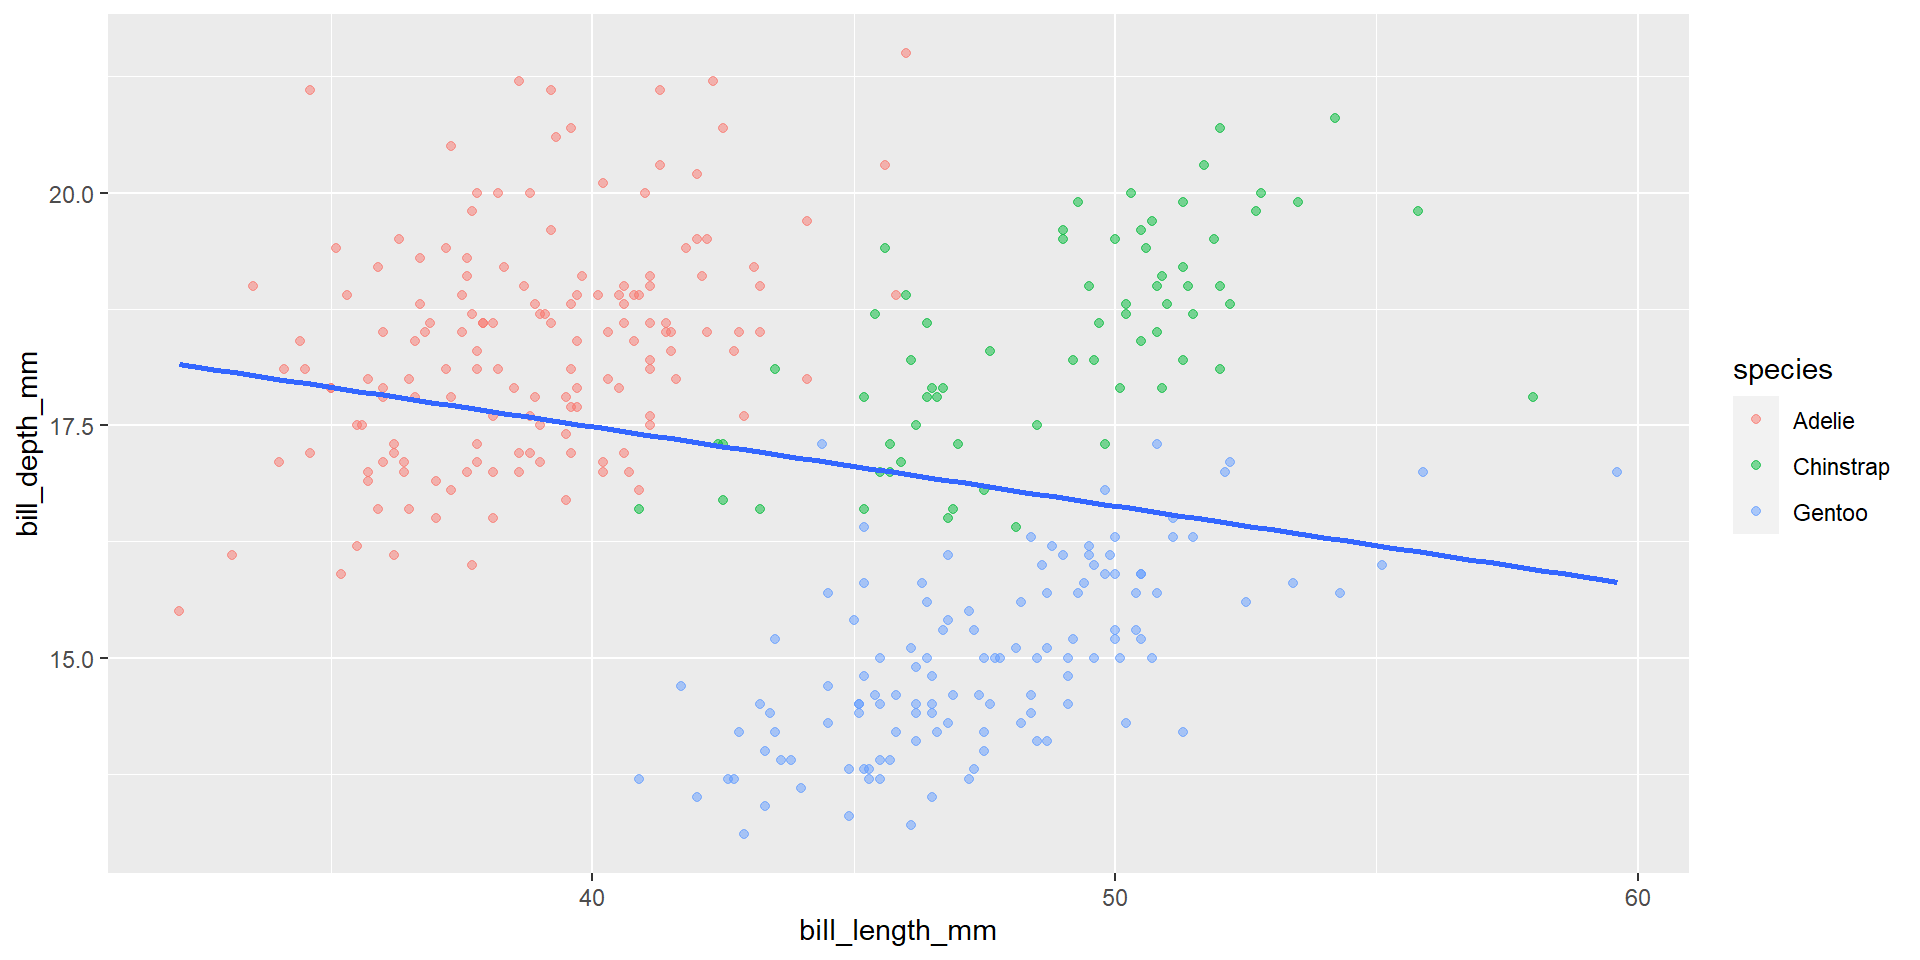 20.0
17.5
15.0
bill_depth_mm
40
50
60
bill_length_mm
species
Adelie
Chinstrap
Gentoo